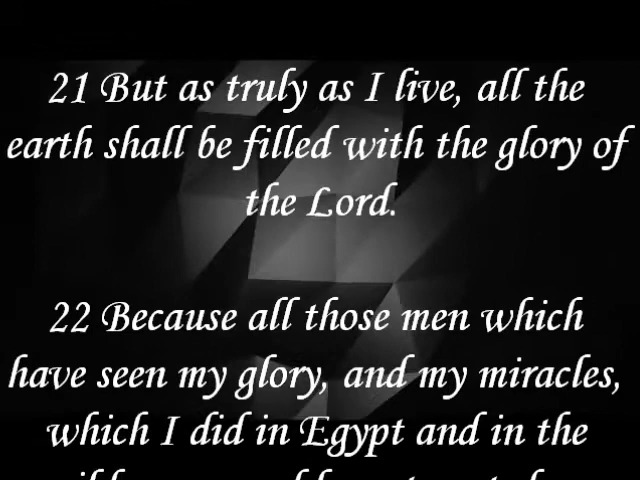 21 But as truly as I live, all the
earth shall be filled with the glory of
the Lord.
22 Because all those men which
have seen my glory, and my miracles,
which I did in Egypt and in the